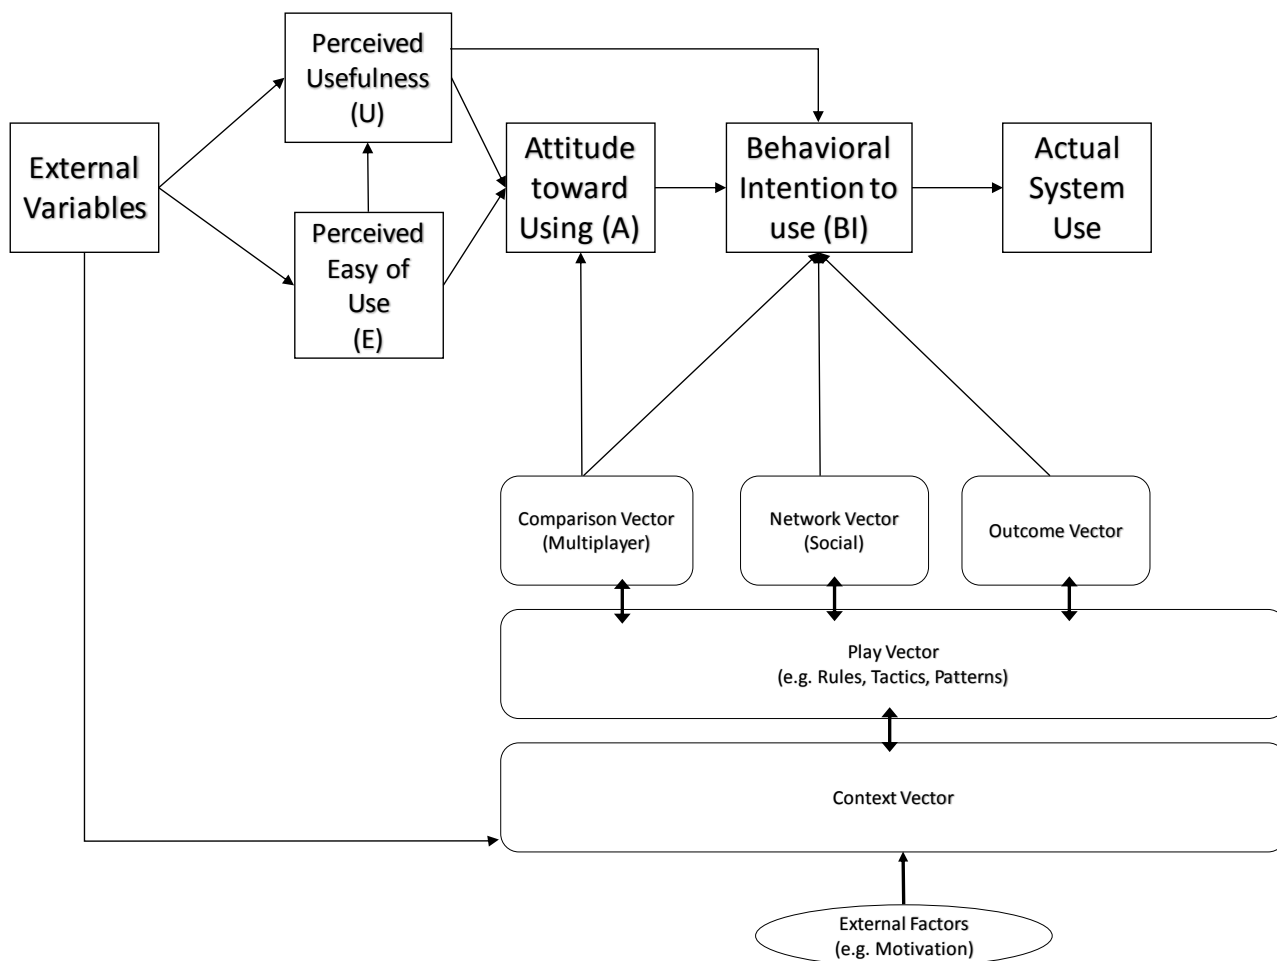 Perceived
Usefulness
(U)
External
Variables
Perceived
Easy of
Use
(E)
Attitude
toward
Using (A)
Behavioral
Intention to
use (BI)
Actual
System
Use
Comparison Vector
(Multiplayer)
Network Vector
(Social)
Outcome Vector
Play Vector
(e.g. Rules, Tactics, Patterns)
Context Vector
External Factors
(e.g. Motivation)